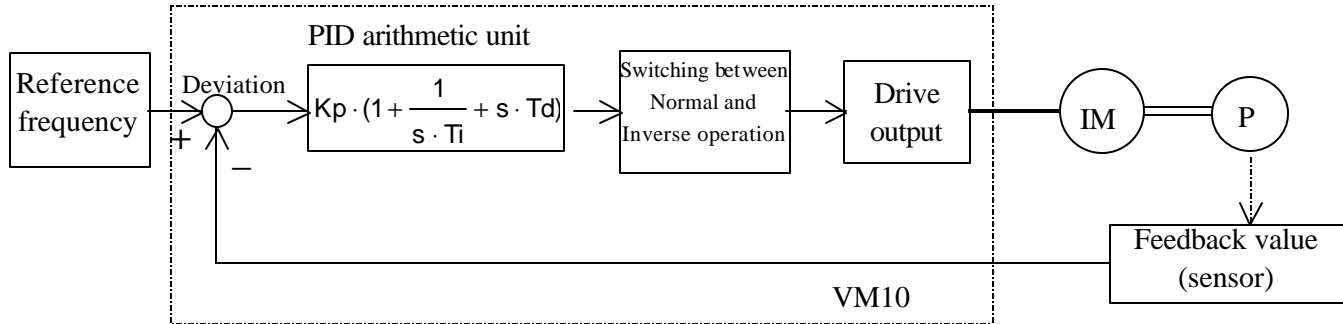 PID arithmetic unit
Reference
frequency
Deviation
+
−
Kp · (1 + 1 / s · Ti + s · Td)
Switching between
Normal and
Inverse operation
Drive
output
IM
P
Feedback value
(sensor)
VM10